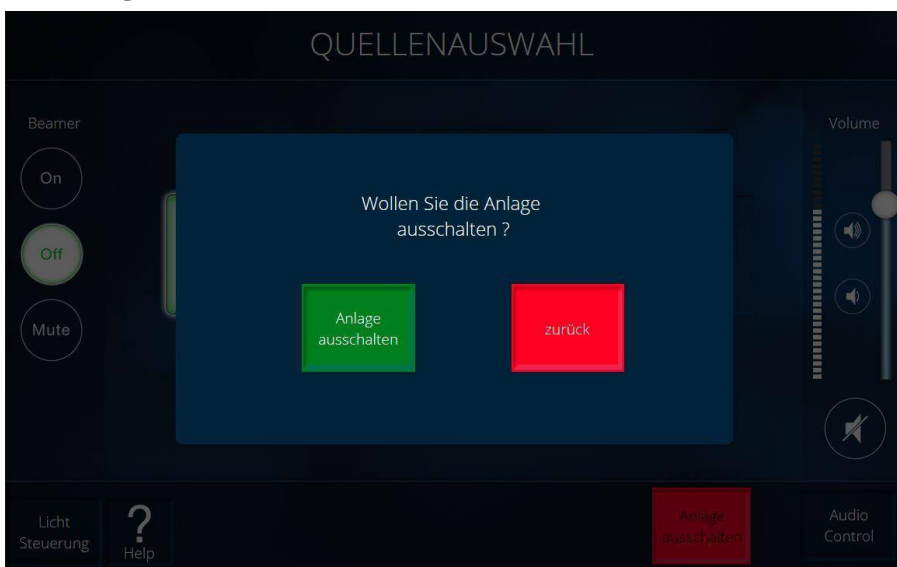 QUELLENAUSWAHL
Beamer
On
Off
Mute
Volume
Wollen Sie die Anlage
ausschalten ?
Anlage
ausschalten
zurück
Licht
Steuerung
?
Help
Anlage
ausschalten
Audio
Control